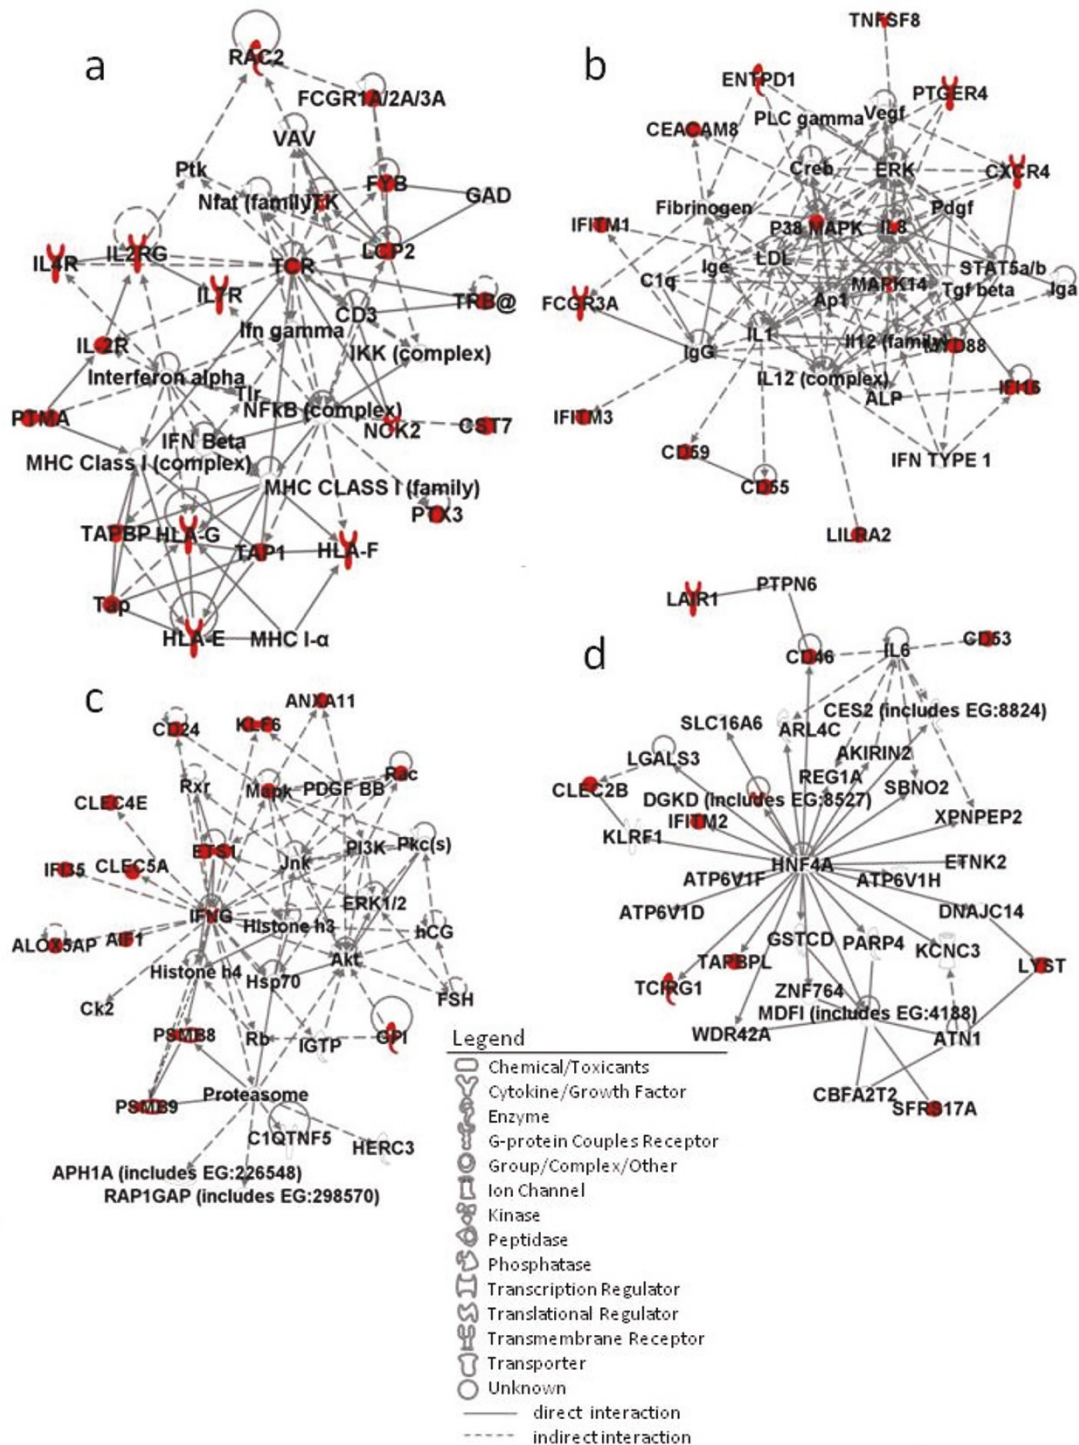 a
RAC2
FCGR1A/2A/3A
VAV
Ptk
FYB
GAD
Nfat (family)
LCP2
IL4R
IL2RG
TCR
IL7R
TRB@
CD3
Ifn gamma
IL-2R
IKK (complex)
Interferon alpha
Tlr
NFkB (complex)
PTMA
NOK2
CST7
IFN Beta
MHC Class I (complex)
MHC CLASS I (family)
PTX3
TAPBP
HLA-G
TAP1
HLA-F
Tap
HLA-E
MHC I-α
b
TNFSF8
ENTPD1
PTGER4
PLC gamma
Vegf
CEACAM8
Creb
ERK
CXCR4
Fibrinogen
Pdgf
IFITM1
P38 MAPK
IL8
LDL
Ige
STAT5a/b
C1q
MAPK14
Tgf beta
Iga
FCGR3A
Ap1
IL1
Il12 (family)
MYD88
IgG
IL12 (complex)
IFI16
ALP
IFITM3
CD59
IFN TYPE 1
CD55
LILRA2
c
ANXA11
CD24
KLF6
Rxr
Mapk
PDGF BB
Rac
CLEC4E
ETS1
Jnk
PI3K
Pkc(s)
IFI35
CLEC5A
ERK1/2
IFNG
Histone h3
hCG
ALOX5AP
AIF1
Akt
Histone h4
Hsp70
FSH
Ck2
PSMB8
Rb
IGTP
GPI
Proteasome
PSMB9
C1QTNF5
HERC3
APH1A (includes EG:226548)
RAP1GAP (includes EG:298570)
d
PTPN6
LAIR1
CD46
IL6
CD53
CES2 (includes EG:8824)
SLC16A6
ARL4C
LGALS3
AKIRIN2
REG1A
SBNO2
CLEC2B
DGKD (includes EG:8527)
IFITM2
XPNPEP2
KLRF1
HNF4A
ETNK2
ATP6V1F
ATP6V1H
ATP6V1D
DNAJC14
GSTCD
PARP4
KCNC3
TAPBPL
LYST
TCIRG1
ZNF764
MDFI (includes EG:4188)
WDR42A
ATN1
CBFA2T2
SFRS17A
Legend
Chemical/Toxicants
Cytokine/Growth Factor
Enzyme
G-protein Couples Receptor
Group/Complex/Other
Ion Channel
Kinase
Peptidase
Phosphatase
Transcription Regulator
Translational Regulator
Transmembrane Receptor
Transporter
Unknown
direct interaction
indirect interaction